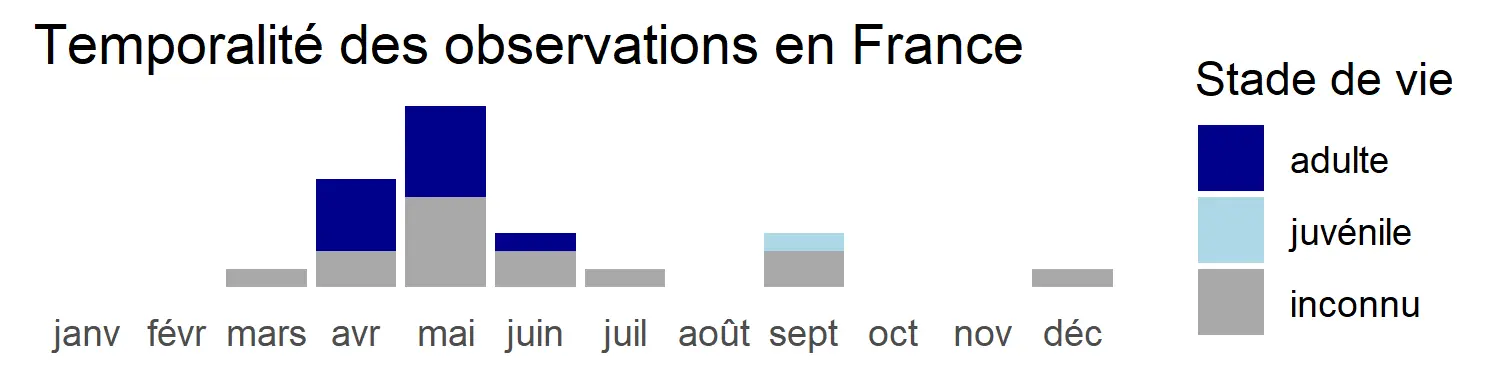 Temporalité des observations en France
Stade de vie
adulte
juvénile
inconnu
janv févr mars avr mai juin juil août sept oct nov déc